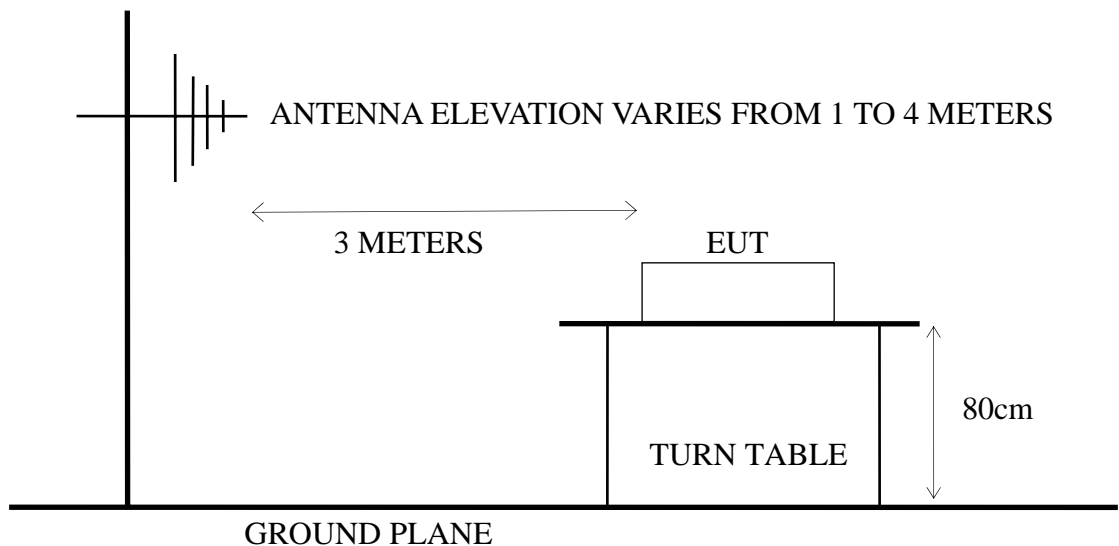 ANTENNA ELEVATION VARIES FROM 1 TO 4 METERS
3 METERS
EUT
80cm
TURN TABLE
GROUND PLANE